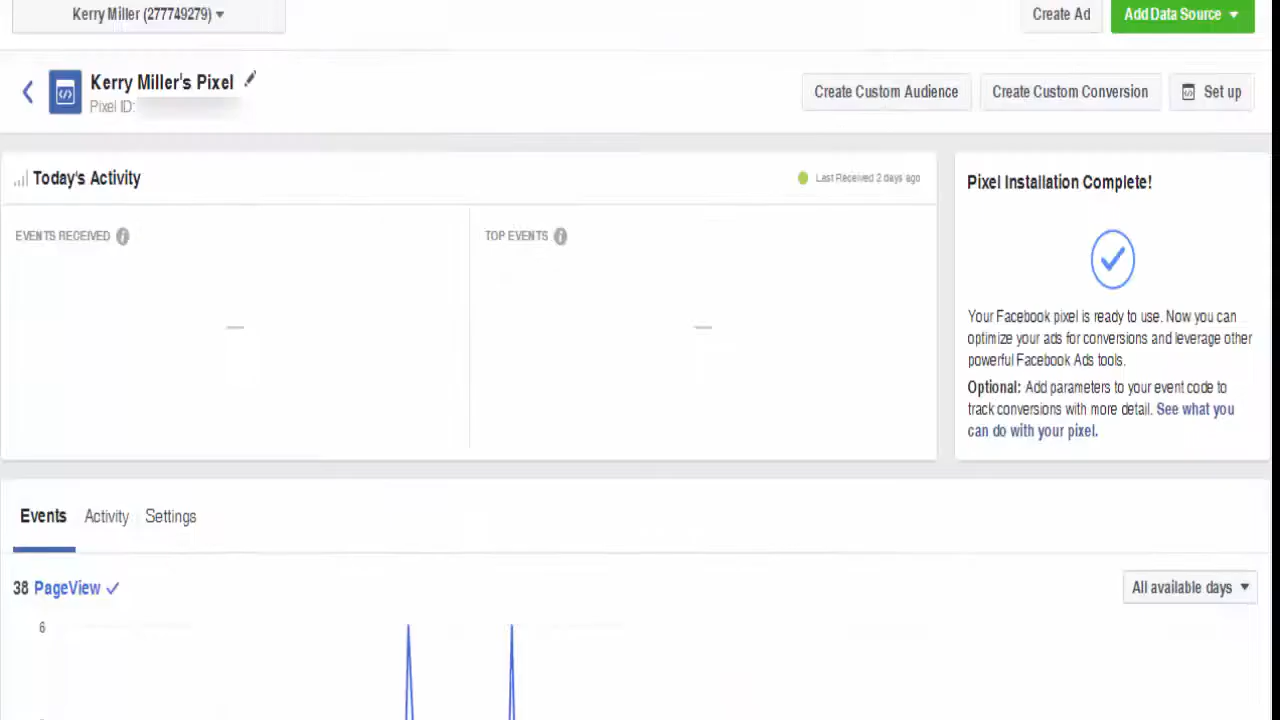 Kerry Miller (277749279)
Create Ad
Add Data Source
Kerry Miller's Pixel
Pixel ID:
Create Custom Audience
Create Custom Conversion
Set up
Today's Activity
Last Received 2 days ago
EVENTS RECEIVED
TOP EVENTS
Pixel Installation Complete!
Your Facebook pixel is ready to use. Now you can
optimize your ads for conversions and leverage other
powerful Facebook Ads tools.
Optional: Add parameters to your event code to
track conversions with more detail. See what you
can do with your pixel.
Events Activity Settings
38 PageView
All available days
6